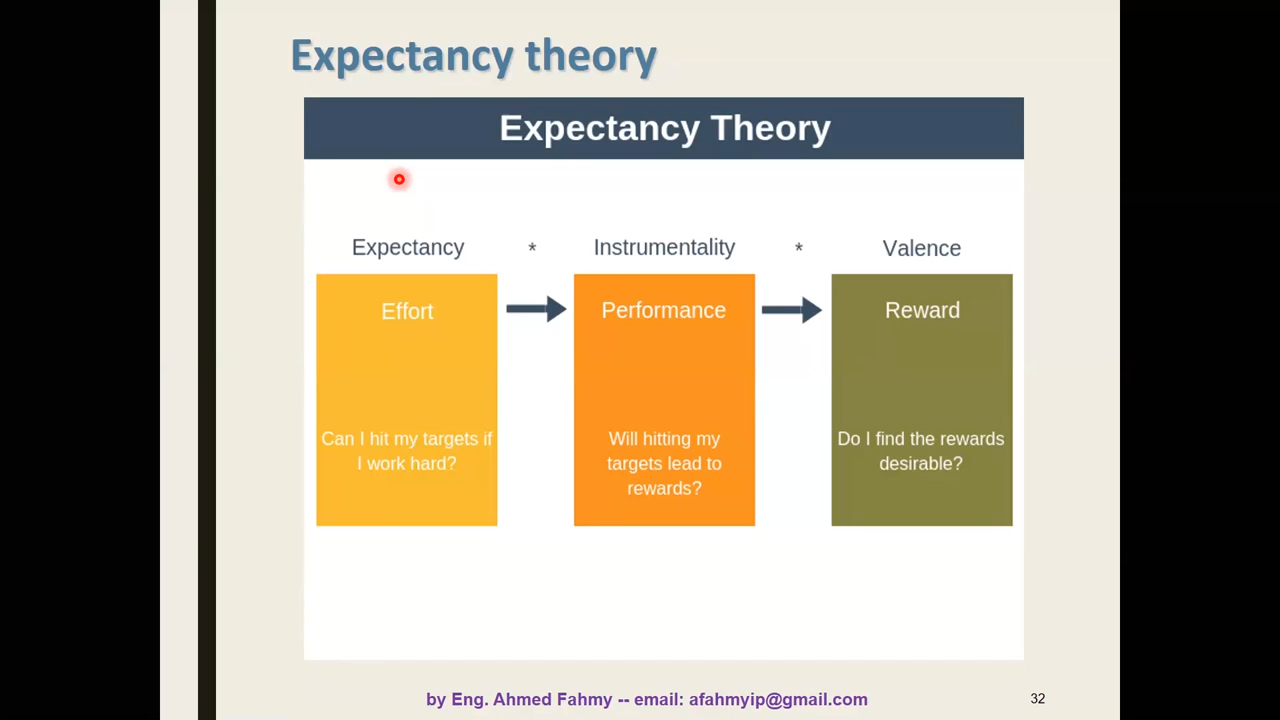 Expectancy theory
Expectancy Theory
Expectancy * Instrumentality * Valence
Effort
Can I hit my targets if
I work hard?
Performance
Will hitting my
targets lead to
rewards?
Reward
Do I find the rewards
desirable?
by Eng. Ahmed Fahmy -- email: afahmyip@gmail.com
32